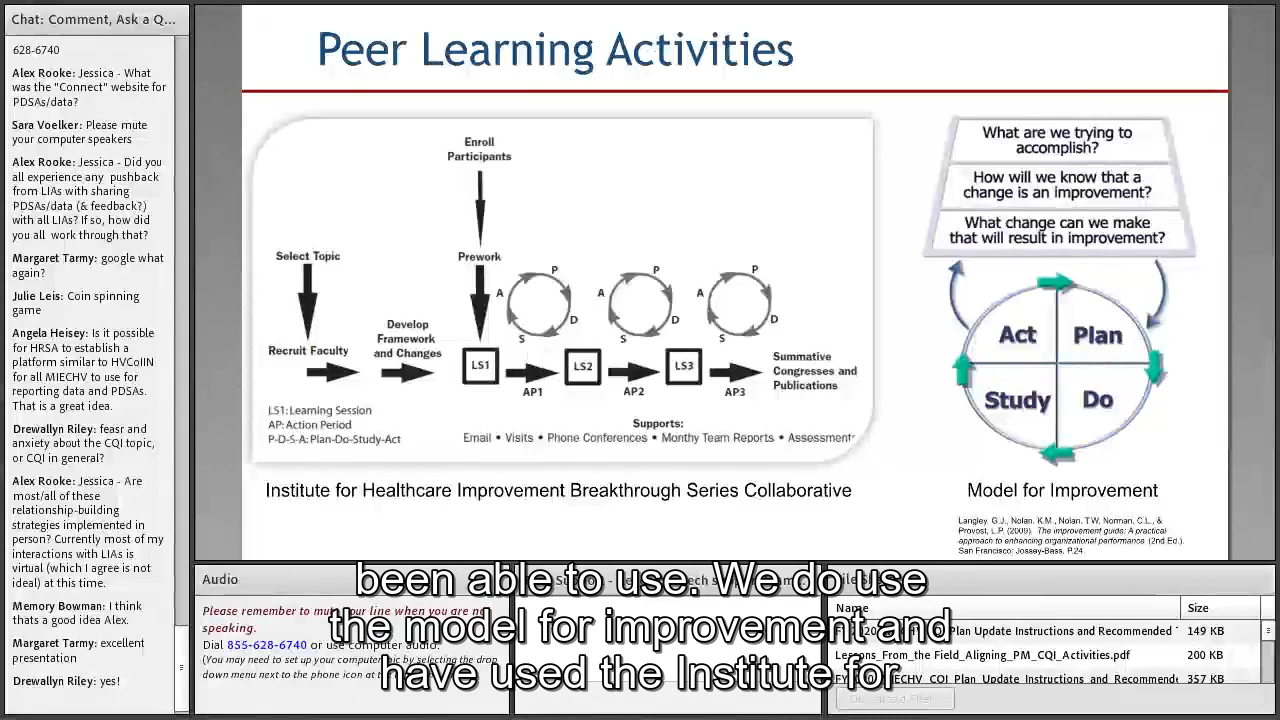 Chat: Comment, Ask a Q...
628-6740
Alex Rooke: Jessica - What
was the "Connect" website for
PDSAs/data?
Sara Voelker: Please mute
your computer speakers
Alex Rooke: Jessica - Did you
all experience any pushback
from LIAs with sharing
PDSAs/data (& feedback?)
with all LIAs? If so, how did
you all work through that?
Margaret Tarmy: google what
again?
Julie Leis: Coin spinning
game
Angela Heisey: Is it possible
for HRSA to establish a
platform similar to HVCoIIN
for all MIECHV to use for
reporting data and PDSAs.
That is a great idea.
Drewallyn Riley: fear and
anxiety about the CQI topic,
or CQI in general?
Alex Rooke: Jessica - Are
most/all of these
relationship-building
strategies implemented in
person? Currently most of my
interactions with LIAs is
virtual (which I agree is not
ideal) at this time.
Memory Bowman: I think
thats a good idea Alex.
Margaret Tarmy: excellent
presentation
Drewallyn Riley: yes!
Peer Learning Activities
Enroll
Participants
Select Topic
Prework
Recruit Faculty
Develop
Framework
and Changes
P
A
D
S
P
A
D
S
P
A
D
S
LS1
LS2
LS3
AP1
AP2
AP3
Summative
Congresses and
Publications
LS1: Learning Session
AP: Action Period
P-D-S-A: Plan-Do-Study-Act
Supports:
Email • Visits • Phone Conferences • Monthy Team Reports • Assessments
Institute for Healthcare Improvement Breakthrough Series Collaborative
What are we trying to
accomplish?
How will we know that a
change is an improvement?
What change can we make
that will result in improvement?
Act
Plan
Study
Do
Model for Improvement
Langley. G.J., Nolan. K.M., Nolan. T.W, Norman. C.L., &
Provost, L.P. (2009). The improvement guide: A practical
approach to enhancing organizational performance (2nd Ed.).
San Francisco: Jossey-Bass. P.24.
Audio
Please remember to mute your line when you are not
speaking.
Dial 855-628-6740 or use computer audio.
(You may need to set up your computer mic by selecting the drop
down menu next to the phone icon at
Name
Size
Plan Update Instructions and Recommended
149 KB
Lessons_From_the_Field_Aligning_PM_CQI_Activities.pdf
200 KB
MIECHV_CQI_Plan_Update_Instructions and Recommende
357 KB
been able to use. We do use
the model for improvement and
have used the Institute for